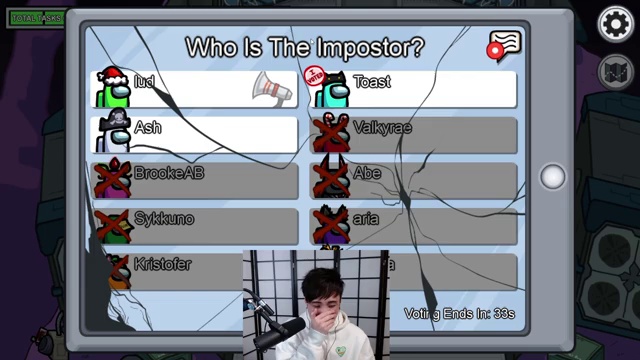 TOTAL TASKS
Who Is The Impostor?
lud
I VOTED
Toast
Ash
Valkyrae
BrookeAB
Abe
Sykkuno
aria
Kristofer
Voting Ends In: 33s